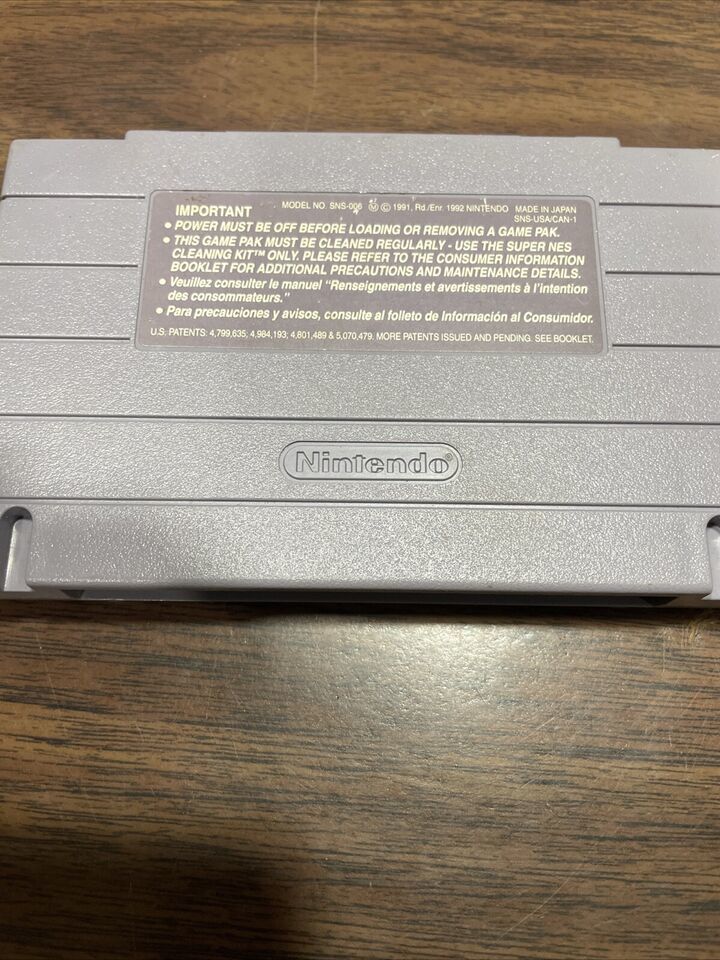 IMPORTANT MODEL NO. SNS-006 Ⓜ © 1991, Rd./Enr. 1992 NINTENDO MADE IN JAPAN
SNS-USA/CAN-1
• POWER MUST BE OFF BEFORE LOADING OR REMOVING A GAME PAK.
• THIS GAME PAK MUST BE CLEANED REGULARLY - USE THE SUPER NES
CLEANING KIT™ ONLY. PLEASE REFER TO THE CONSUMER INFORMATION
BOOKLET FOR ADDITIONAL PRECAUTIONS AND MAINTENANCE DETAILS.
• Veuillez consulter le manuel "Renseignements et avertissements à l'intention
des consommateurs."
• Para precauciones y avisos, consulte al folleto de Información al Consumidor.
U.S. PATENTS: 4,799,635, 4,984,193; 4,801,489 & 5,070,479. MORE PATENTS ISSUED AND PENDING. SEE BOOKLET.
Nintendo®